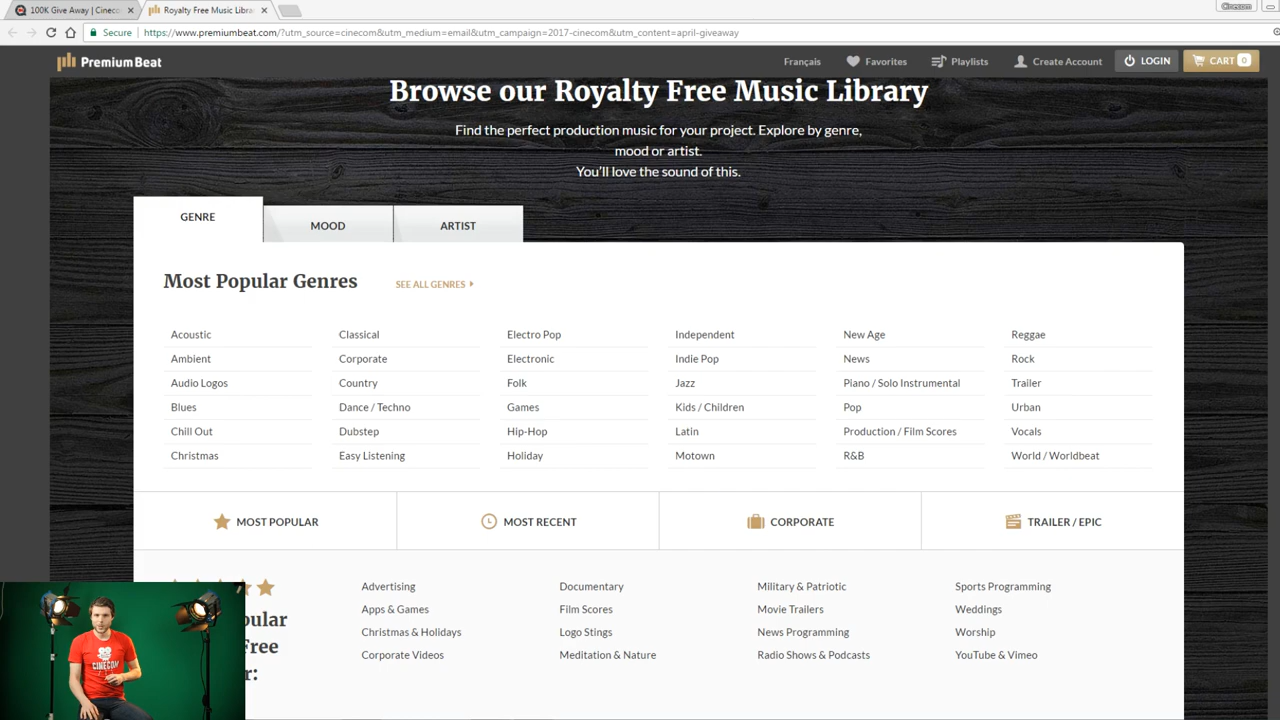 100K Give Away | Cinec
Royalty Free Music Libra
Cinecom
Secure
https://www.premiumbeat.com/?utm_source=cinecom&utm_medium=email&utm_campaign=2017-cinecom&utm_content=april-giveaway
PremiumBeat
Français
Favorites
Playlists
Create Account
LOGIN
CART 0
Browse our Royalty Free Music Library
Find the perfect production music for your project. Explore by genre,
mood or artist.
You'll love the sound of this.
GENRE
MOOD
ARTIST
Most Popular Genres
SEE ALL GENRES
Acoustic
Classical
Electro Pop
Independent
New Age
Reggae
Ambient
Corporate
Electronic
Indie Pop
News
Rock
Audio Logos
Country
Folk
Jazz
Piano / Solo Instrumental
Trailer
Blues
Dance / Techno
Games
Kids / Children
Pop
Urban
Chill Out
Dubstep
Hip-Hop
Latin
Production / Film Scores
Vocals
Christmas
Easy Listening
Holiday
Motown
R&B
World / Worldbeat
MOST POPULAR
MOST RECENT
CORPORATE
TRAILER / EPIC
Advertising
Documentary
Military & Patriotic
Sports Programming
Apps & Games
Film Scores
Movie Trailers
Weddings
Christmas & Holidays
Logo Stings
News Programming
Worship
Corporate Videos
Meditation & Nature
Radio Shows & Podcasts
YouTube & Vimeo
pular
Free
r:
CINECOM